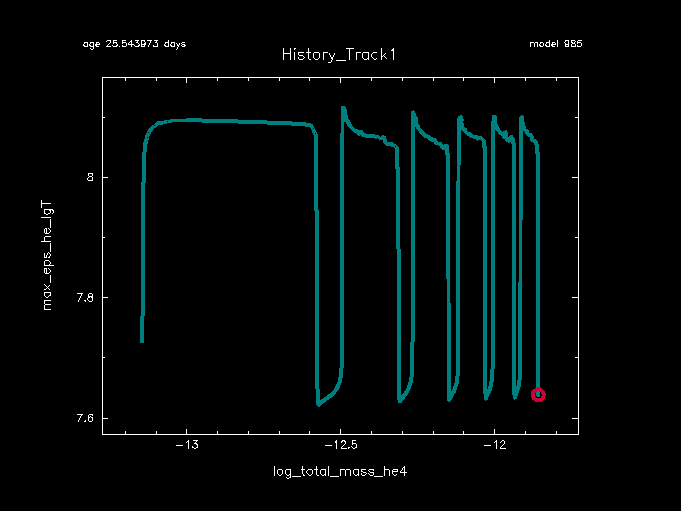 age 25.543973 days
model 985
History_Track1
8
7.8
7.6
max_eps_he_lgT
-13
-12.5
-12
log_total_mass_he4